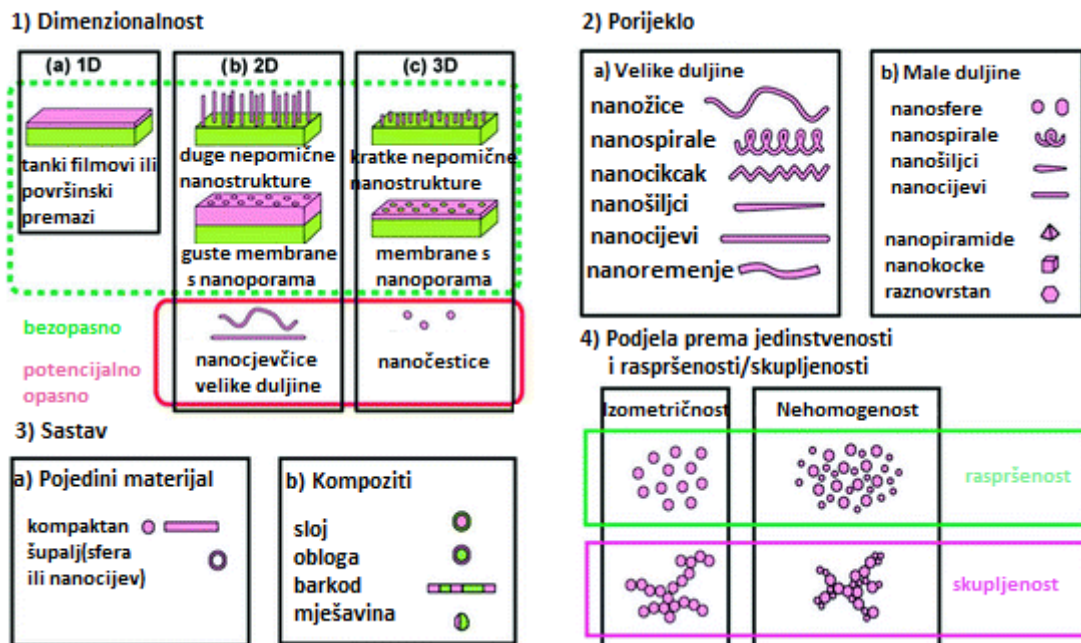 1) Dimenzionalnost
(a) 1D
tanki filmovi ili
površinski
premazi
(b) 2D
duge nepomične
nanostrukture
guste membrane
s nanoporama
nanocjevčice
velike duljine
(c) 3D
kratke nepomične
nanostrukture
membrane s
nanoporama
nanočestice
bezopasno
potencijalno
opasno
2) Porijeklo
a) Velike duljine
nanožice
nanospirale
nanocikcak
nanošiljci
nanocijevi
nanoremenje
b) Male duljine
nanosfere
nanospirale
nanošiljci
nanocijevi
nanopiramide
nanokocke
raznovrstan
3) Sastav
a) Pojedini materijal
kompaktan
šupalj(sfera
ili nanocijev)
b) Kompoziti
sloj
obloga
barkod
mješavina
4) Podjela prema jedinstvenosti
i raspršenosti/skupljenosti
Izometričnost
Nehomogenost
raspršenost
skupljenost